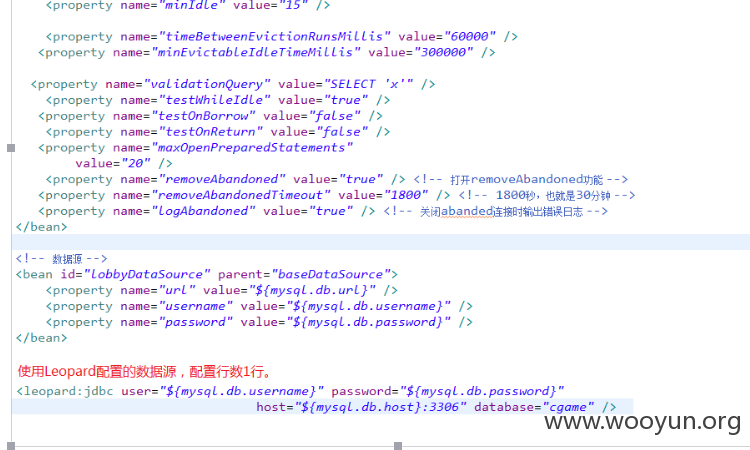 <property name="minIdle" value="15" />
<property name="timeBetweenEvictionRunsMillis" value="60000" />
<property name="minEvictableIdleTimeMillis" value="300000" />
<property name="validationQuery" value="SELECT 'x'" />
<property name="testWhileIdle" value="true" />
<property name="testOnBorrow" value="false" />
<property name="testOnReturn" value="false" />
<property name="maxOpenPreparedStatements"
value="20" />
<property name="removeAbandoned" value="true" /> <!-- 打开removeAbandoned功能 -->
<property name="removeAbandonedTimeout" value="1800" /> <!-- 1800秒，也就是30分钟 -->
<property name="logAbandoned" value="true" /> <!-- 关闭abanded连接时输出错误日志 -->
</bean>
<!-- 数据源 -->
<bean id="lobbyDataSource" parent="baseDataSource">
<property name="url" value="${mysql.db.url}" />
<property name="username" value="${mysql.db.username}" />
<property name="password" value="${mysql.db.password}" />
</bean>
使用Leopard配置的数据源，配置行数1行。
<leopard:jdbc user="${mysql.db.username}" password="${mysql.db.password}"
host="${mysql.db.host}:3306" database="cgame" />
www.wooyun.org